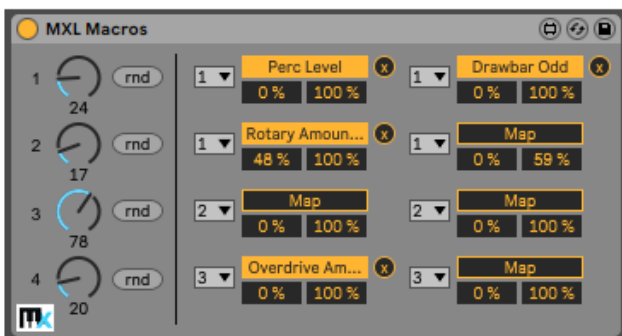 MXL Macros
1 rnd 1 Perc Level x 1 Drawbar Odd x
24 0 % 100 % 0 % 100 %
2 rnd 1 Rotary Amoun... x 1 Map
17 48 % 100 % 0 % 59 %
3 rnd 2 Map 2 Map
78 0 % 100 % 0 % 100 %
4 rnd 3 Overdrive Am... x 3 Map
20 0 % 100 % 0 % 100 %
mx